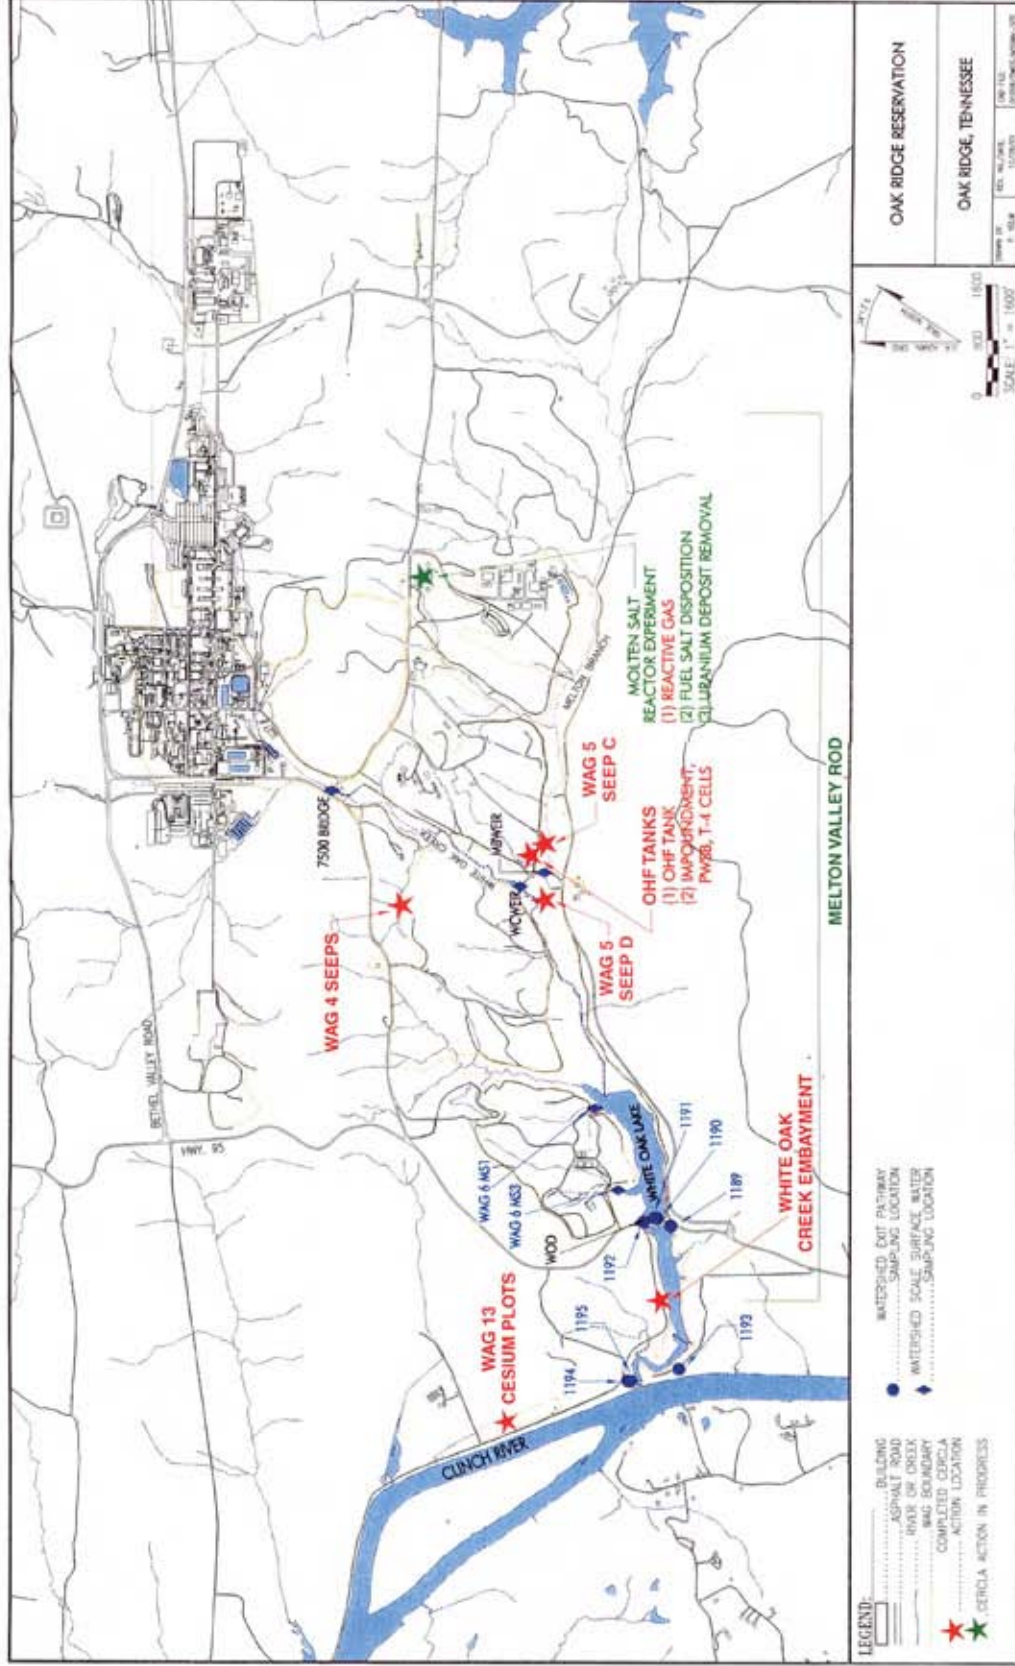 BETHEL VALLEY ROAD
HWY. 95
7500 BRIDGE
WAG 4 SEEPS
WHITE OAK CREEK
WCWER
MBWER
WAG 5
SEEP C
WAG 5
SEEP D
OHF TANKS
(1) OHF TANK
(2) IMPOUNDMENT,
T-4 CELLS
MOLTEN SALT
REACTOR EXPERIMENT
(1) REACTIVE GAS
(2) FUEL SALT DISPOSITION
(3) URANIUM DEPOSIT REMOVAL
MELTON BRANCH
MELTON VALLEY ROD
WAG 6 MS1
WAG 6 MS3
WOD
WHITE OAK LAKE
1191
1190
1189
1192
1195
1194
1193
WAG 13
CESIUM PLOTS
CLINCH RIVER
WHITE OAK
CREEK EMBAYMENT
LEGEND:
BUILDING
ASPHALT ROAD
RIVER OR CREEK
WAG BOUNDARY
COMPLETED CERCLA
ACTION LOCATION
CERCLA ACTION IN PROGRESS
WATERSHED EXIT PATHWAY
SAMPLING LOCATION
WATERSHED SCALE SURFACE WATER
SAMPLING LOCATION
0 800 1600
SCALE: 1" = 1600'
OAK RIDGE RESERVATION
OAK RIDGE, TENNESSEE